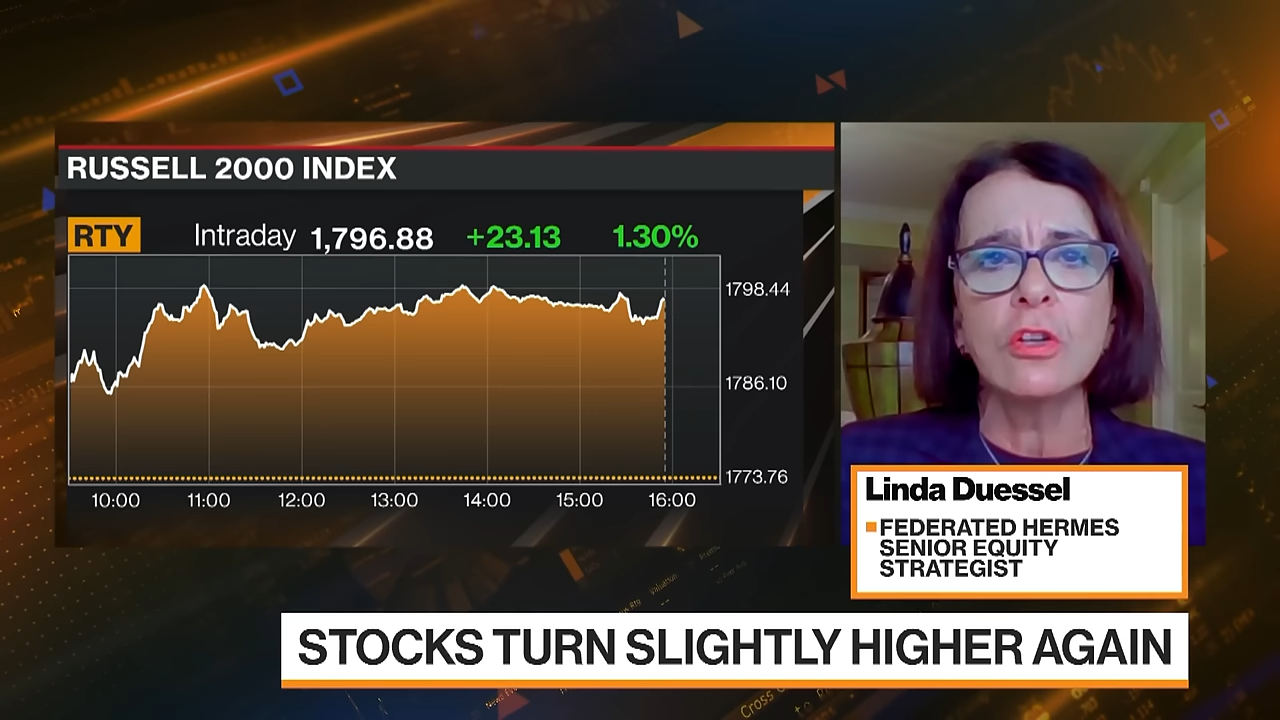 RUSSELL 2000 INDEX
RTY Intraday 1,796.88 +23.13 1.30%
1798.44
1786.10
1773.76
10:00 11:00 12:00 13:00 14:00 15:00 16:00
Linda Duessel
FEDERATED HERMES
SENIOR EQUITY
STRATEGIST
STOCKS TURN SLIGHTLY HIGHER AGAIN
Cross